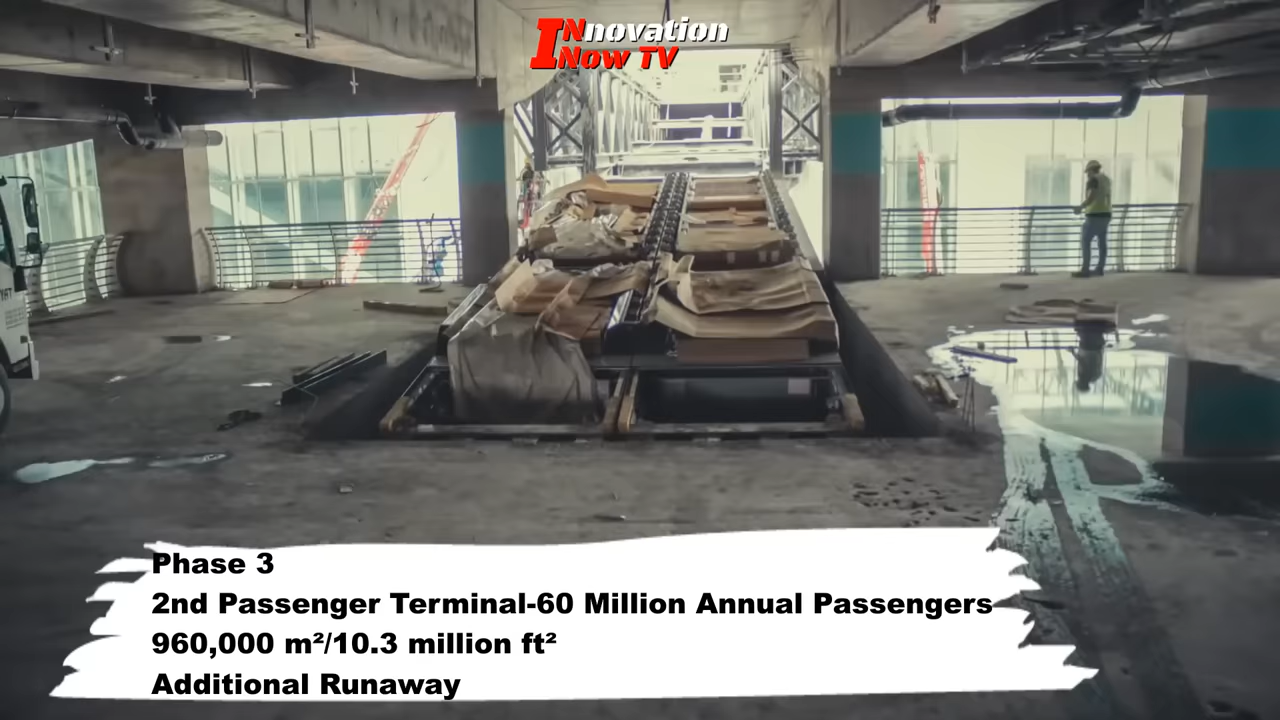 INnovation
Now TV
Phase 3
2nd Passenger Terminal-60 Million Annual Passengers
960,000 m²/10.3 million ft²
Additional Runaway